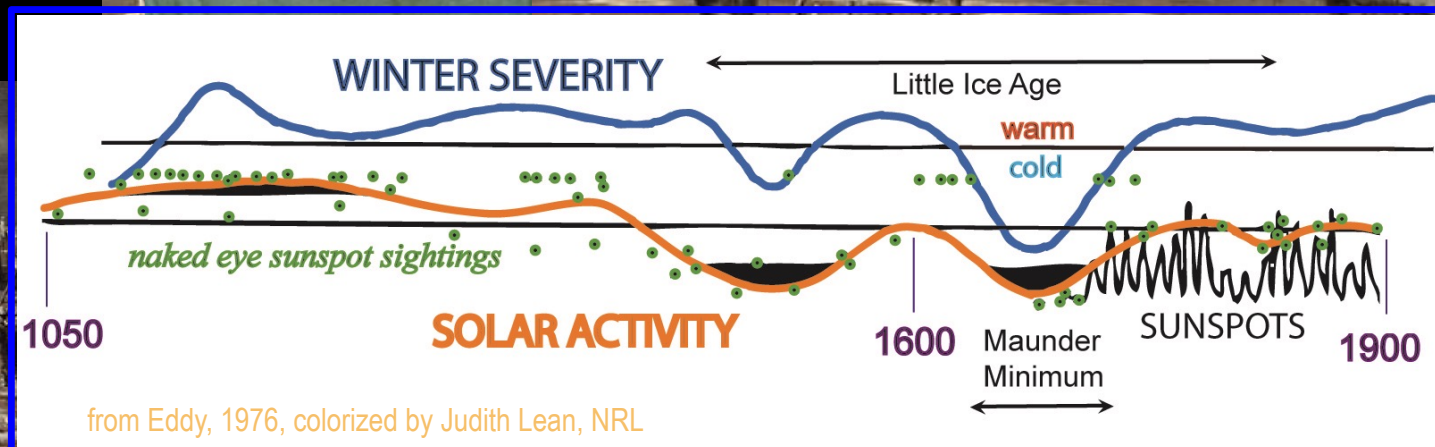 WINTER SEVERITY
Little Ice Age
warm
cold
naked eye sunspot sightings
SOLAR ACTIVITY
1050
1600
Maunder
Minimum
SUNSPOTS
1900
from Eddy, 1976, colorized by Judith Lean, NRL